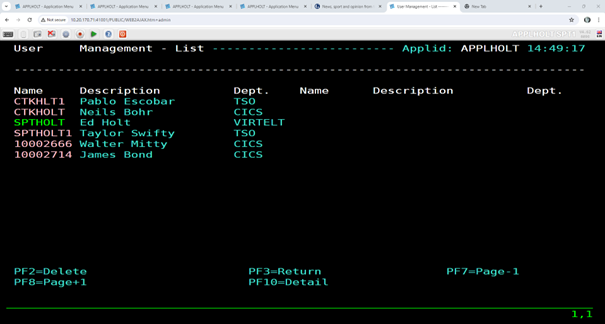 APPLHOLT - Application Menu
APPLHOLT - Application Menu
APPLHOLT - Application Menu
APPLHOLT - Application Menu
News, sport and opinion from
User Management - List
New Tab
Not secure
APPLHOLT
User Management - List ------------------------ Applid: APPLHOLT 14:49:17
Name Description Dept. Name Description Dept.
CTKHLT1 Pablo Escobar TSO
CTKHOLT Neils Bohr CICS
SPTHOLT Ed Holt VIRTELT
SPTHOLT1 Taylor Swifty TSO
10002666 Walter Mitty CICS
10002714 James Bond CICS
PF2=Delete PF3=Return PF7=Page-1
PF8=Page+1 PF10=Detail
1,1